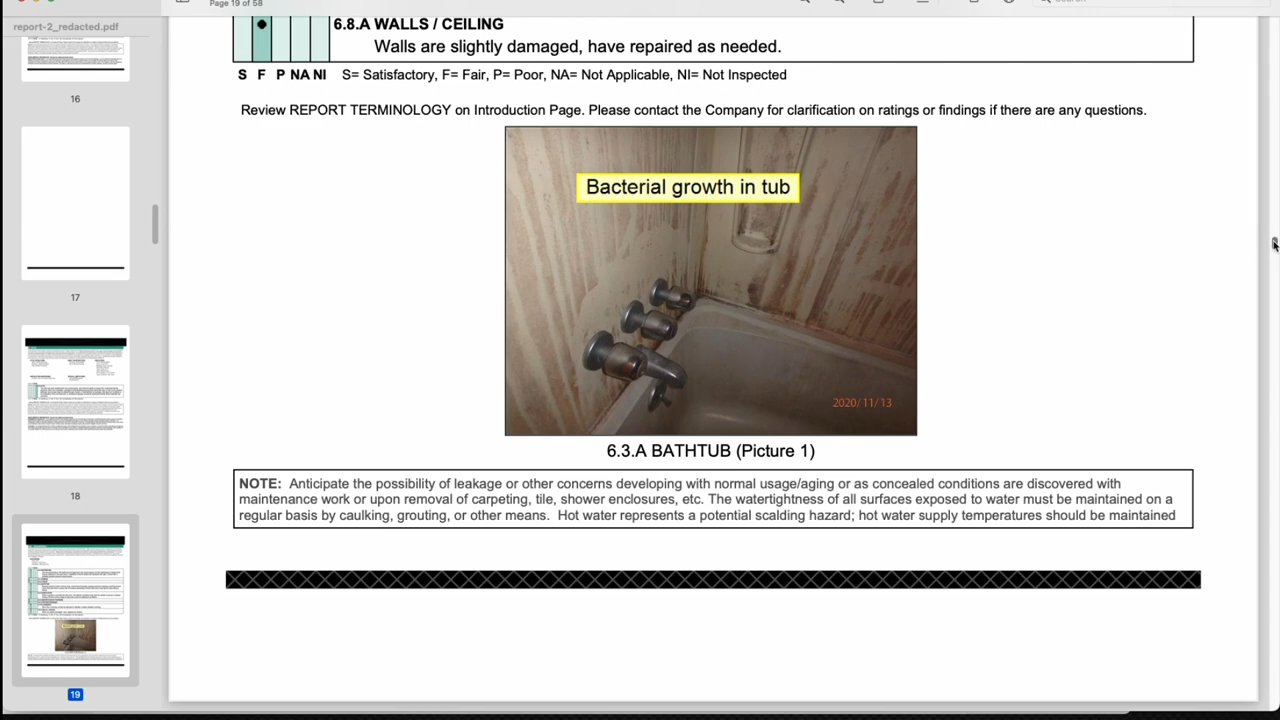 Page 19 of 58
report-2_redacted.pdf
16
17
18
19
6.8.A WALLS / CEILING
Walls are slightly damaged, have repaired as needed.
S F P NA NI S= Satisfactory, F= Fair, P= Poor, NA= Not Applicable, NI= Not Inspected
Review REPORT TERMINOLOGY on Introduction Page. Please contact the Company for clarification on ratings or findings if there are any questions.
Bacterial growth in tub
2020/11/13
6.3.A BATHTUB (Picture 1)
NOTE: Anticipate the possibility of leakage or other concerns developing with normal usage/aging or as concealed conditions are discovered with
maintenance work or upon removal of carpeting, tile, shower enclosures, etc. The watertightness of all surfaces exposed to water must be maintained on a
regular basis by caulking, grouting, or other means. Hot water represents a potential scalding hazard; hot water supply temperatures should be maintained